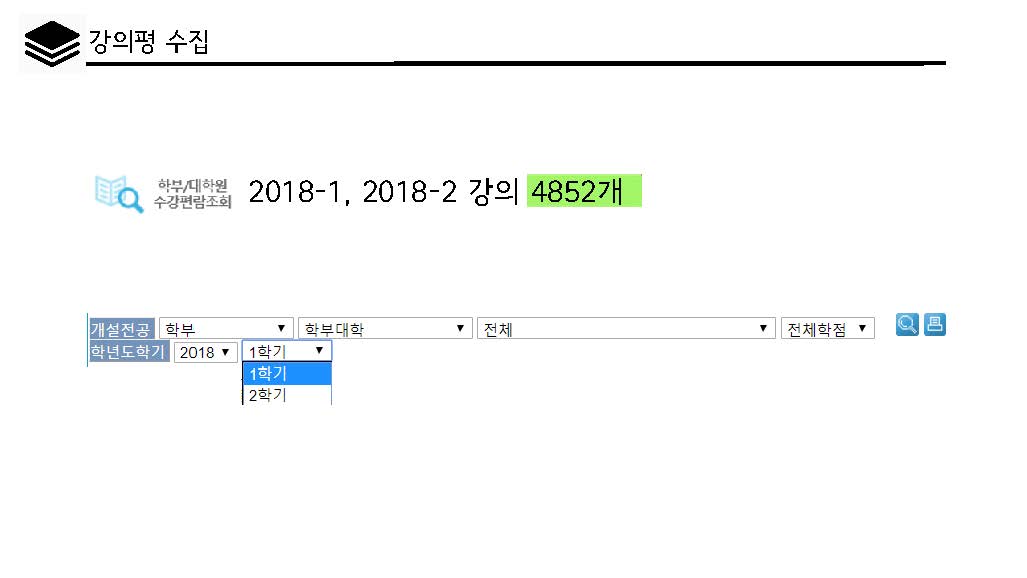 강의평 수집
학부/대학원
수강편람조회
2018-1, 2018-2 강의 4852개
개설전공 학부 학부대학 전체 전체학점
학년도학기 2018 1학기
1학기
2학기